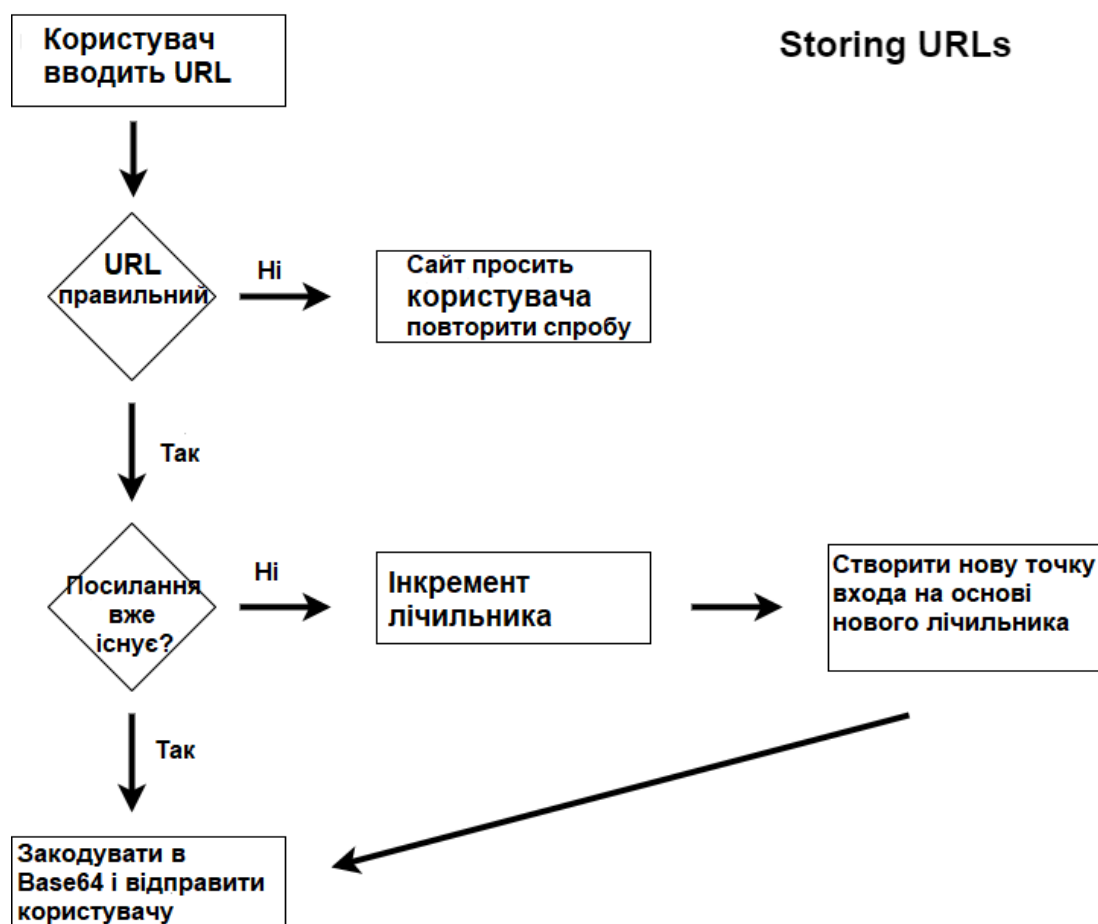 Користувач
вводить URL
Storing URLs
URL
правильний
Ні
Сайт просить
користувача
повторити спробу
Так
Посилання
вже
існує?
Ні
Інкремент
лічильника
Створити нову точку
входа на основі
нового лічильника
Так
Закодувати в
Base64 і відправити
користувачу